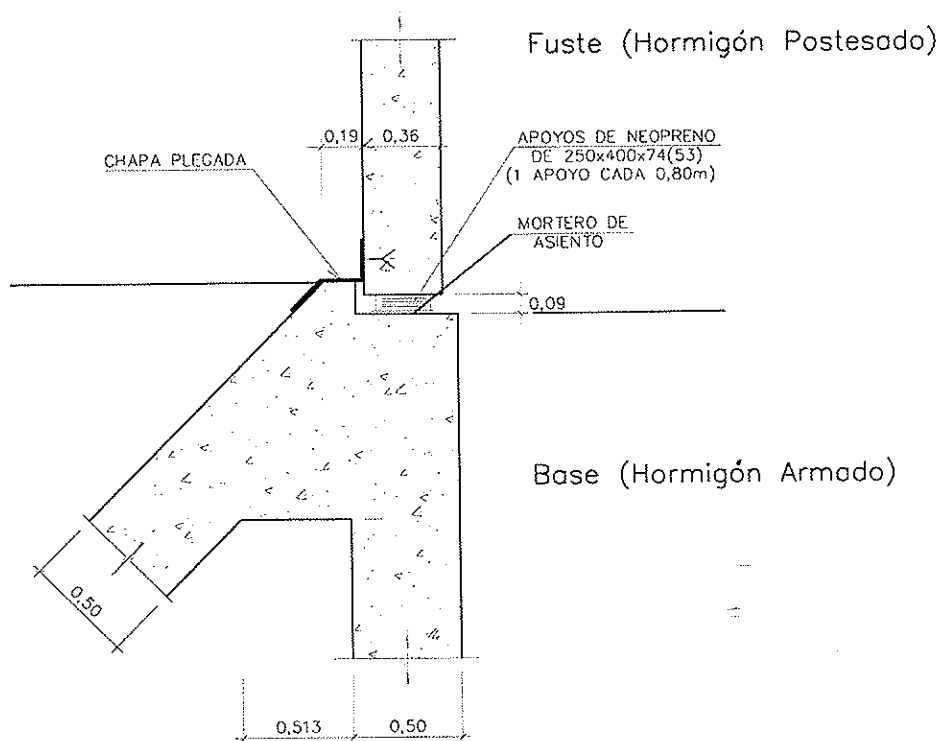 Fuste (Hormigón Postesado)
0,19
0,36
APOYOS DE NEOPRENO
DE 250x400x74(53)
(1 APOYO CADA 0,80m)
CHAPA PLEGADA
MORTERO DE
ASIENTO
0,09
Base (Hormigón Armado)
0,50
0,513
0,50